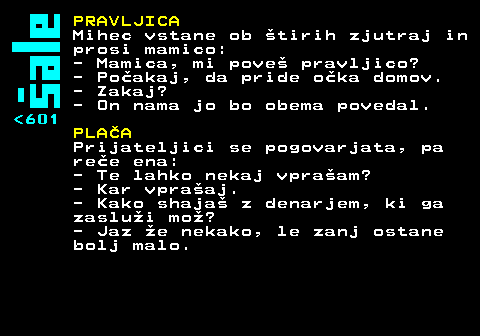 Šale
<601
PRAVLJICA
Mihec vstane ob štirih zjutraj in
prosi mamico:
- Mamica, mi poveš pravljico?
- Počakaj, da pride očka domov.
- Zakaj?
- On nama jo bo obema povedal.
PLAČA
Prijateljici se pogovarjata, pa
reče ena:
- Te lahko nekaj vprašam?
- Kar vprašaj.
- Kako shajaš z denarjem, ki ga
zasluži mož?
- Jaz že nekako, le zanj ostane
bolj malo.